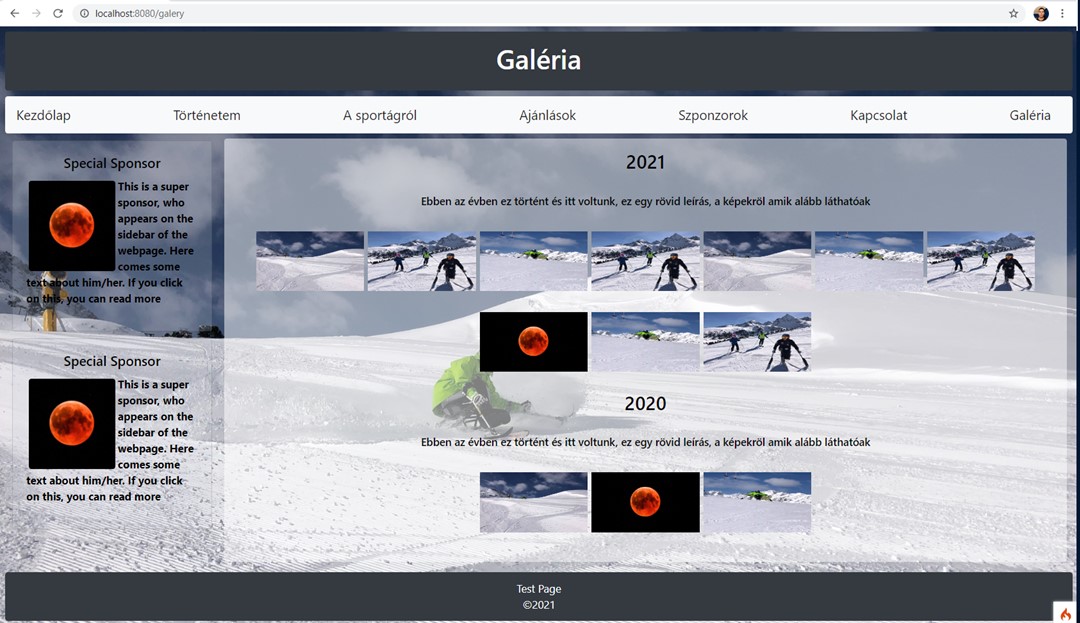 localhost:8080/galery
Galéria
Kezdőlap Történetem A sportágról Ajánlások Szponzorok Kapcsolat Galéria
Special Sponsor
This is a super
sponsor, who
appears on the
sidebar of the
webpage. Here
comes some
text about him/her. If you click
on this, you can read more
Special Sponsor
This is a super
sponsor, who
appears on the
sidebar of the
webpage. Here
comes some
text about him/her. If you click
on this, you can read more
2021
Ebben az évben ez történt és itt voltunk, ez egy rövid leírás, a képekről amik alább láthatóak
2020
Ebben az évben ez történt és itt voltunk, ez egy rövid leírás, a képekről amik alább láthatóak
Test Page
©2021